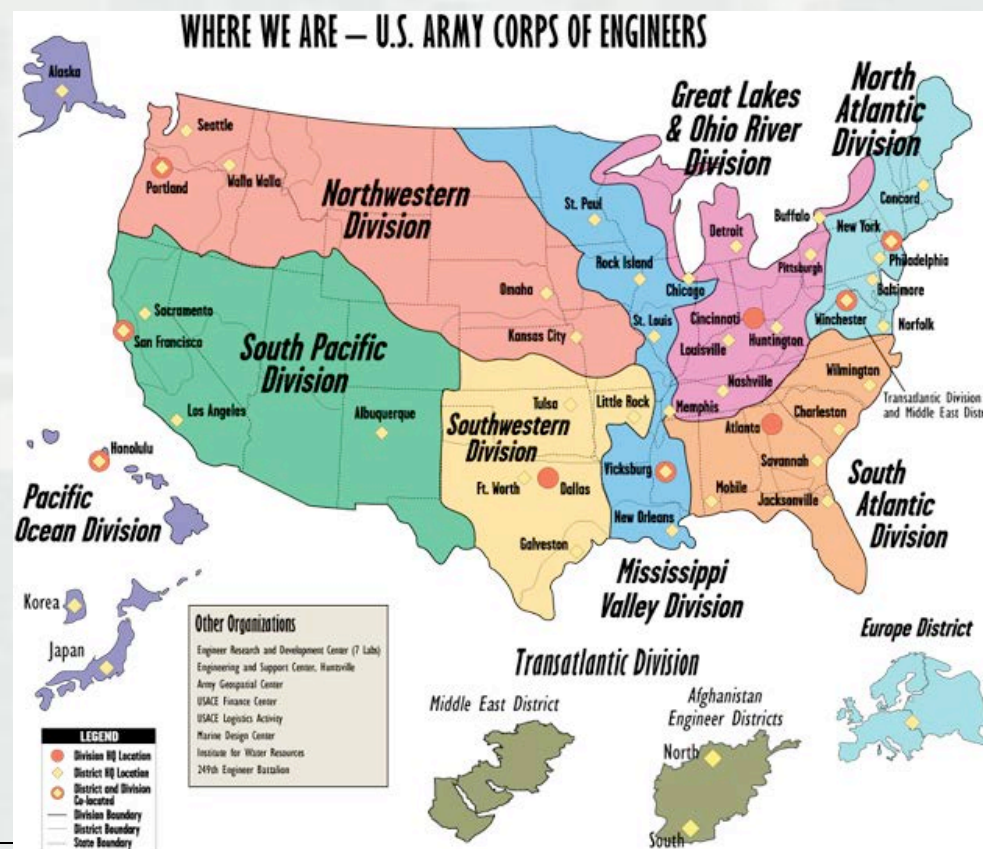 WHERE WE ARE – U.S. ARMY CORPS OF ENGINEERS
Alaska
Seattle
Portland
Walla Walla
Northwestern
Division
Omaha
Kansas City
Great Lakes
& Ohio River
Division
North
Atlantic
Division
St. Paul
Rock Island
St. Louis
Chicago
Detroit
Buffalo
Pittsburgh
Cincinnati
Louisville
Huntington
Nashville
Memphis
Concord
New York
Philadelphia
Baltimore
Winchester
Norfolk
Transatlantic Division
and Middle East Distr
Sacramento
San Francisco
South Pacific
Division
Los Angeles
Albuquerque
Tulsa
Little Rock
Southwestern
Division
Ft. Worth
Dallas
Galveston
Vicksburg
New Orleans
Mississippi
Valley Division
Wilmington
Charleston
Atlanta
Savannah
Mobile
Jacksonville
South
Atlantic
Division
Honolulu
Pacific
Ocean Division
Korea
Japan
Other Organizations
Engineer Research and Development Center (7 Labs)
Engineering and Support Center, Huntsville
Army Geospatial Center
USACE Finance Center
USACE Logistics Activity
Marine Design Center
Institute for Water Resources
249th Engineer Battalion
Transatlantic Division
Middle East District
Afghanistan
Engineer Districts
North
South
Europe District
LEGEND
Division HQ Location
District HQ Location
District and Division
Co-located
Division Boundary
District Boundary
State Boundary